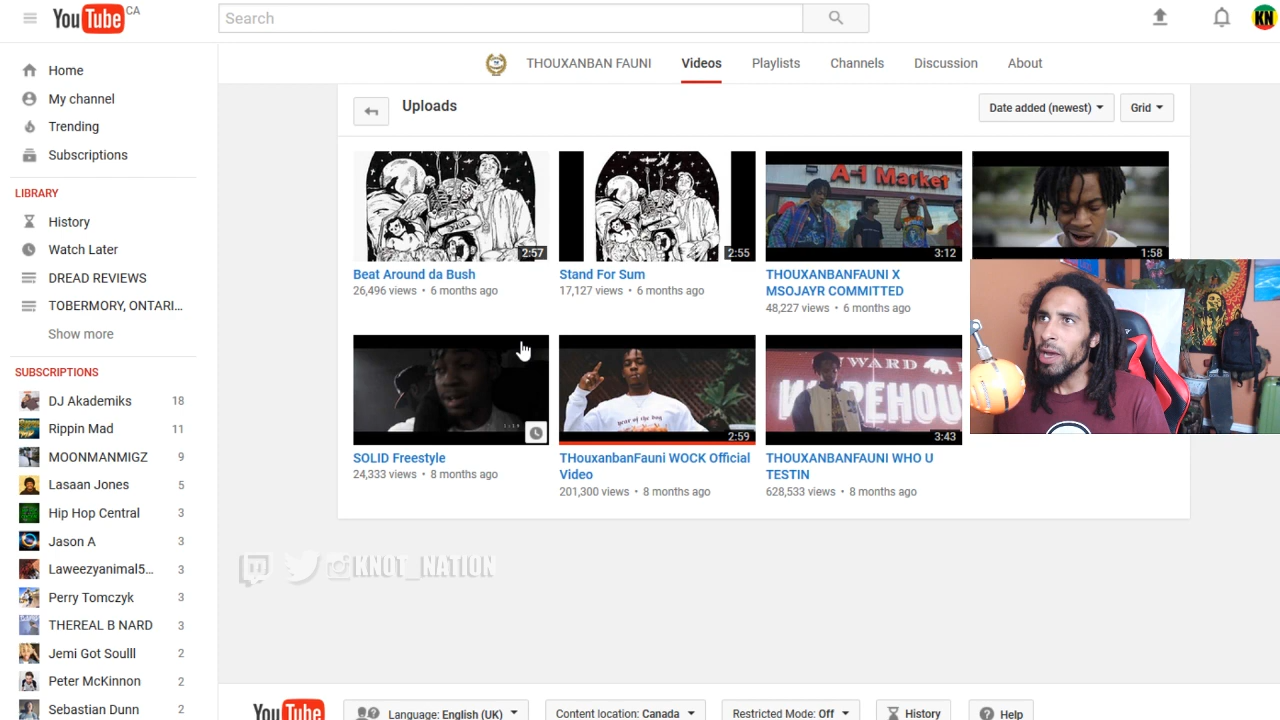 YouTube CA
Search
KN
Home
My channel
Trending
Subscriptions
LIBRARY
History
Watch Later
DREAD REVIEWS
TOBERMORY, ONTARI...
Show more
SUBSCRIPTIONS
DJ Akademiks 18
Rippin Mad 11
MOONMANMIGZ 9
Lasaan Jones 5
Hip Hop Central 3
Jason A 3
Laweezyanimal5... 3
Perry Tomczyk 3
THEREAL B NARD 3
Jemi Got Soulll 2
Peter McKinnon 2
Sebastian Dunn 2
THOUXANBAN FAUNI Videos Playlists Channels Discussion About
Uploads
Date added (newest) Grid
2:57
Beat Around da Bush
26,496 views • 6 months ago
2:55
Stand For Sum
17,127 views • 6 months ago
A-1 Market
3:12
THOUXANBANFAUNI X
MSOJAYR COMMITTED
48,227 views • 6 months ago
1:58
SOLID Freestyle
24,333 views • 8 months ago
year of the dog
2:59
THouxanbanFauni WOCK Official
Video
201,300 views • 8 months ago
WARD
3:43
THOUXANBANFAUNI WHO U
TESTIN
628,533 views • 8 months ago
KNOT_NATION
YouTube
Language: English (UK)
Content location: Canada
Restricted Mode: Off
History
Help